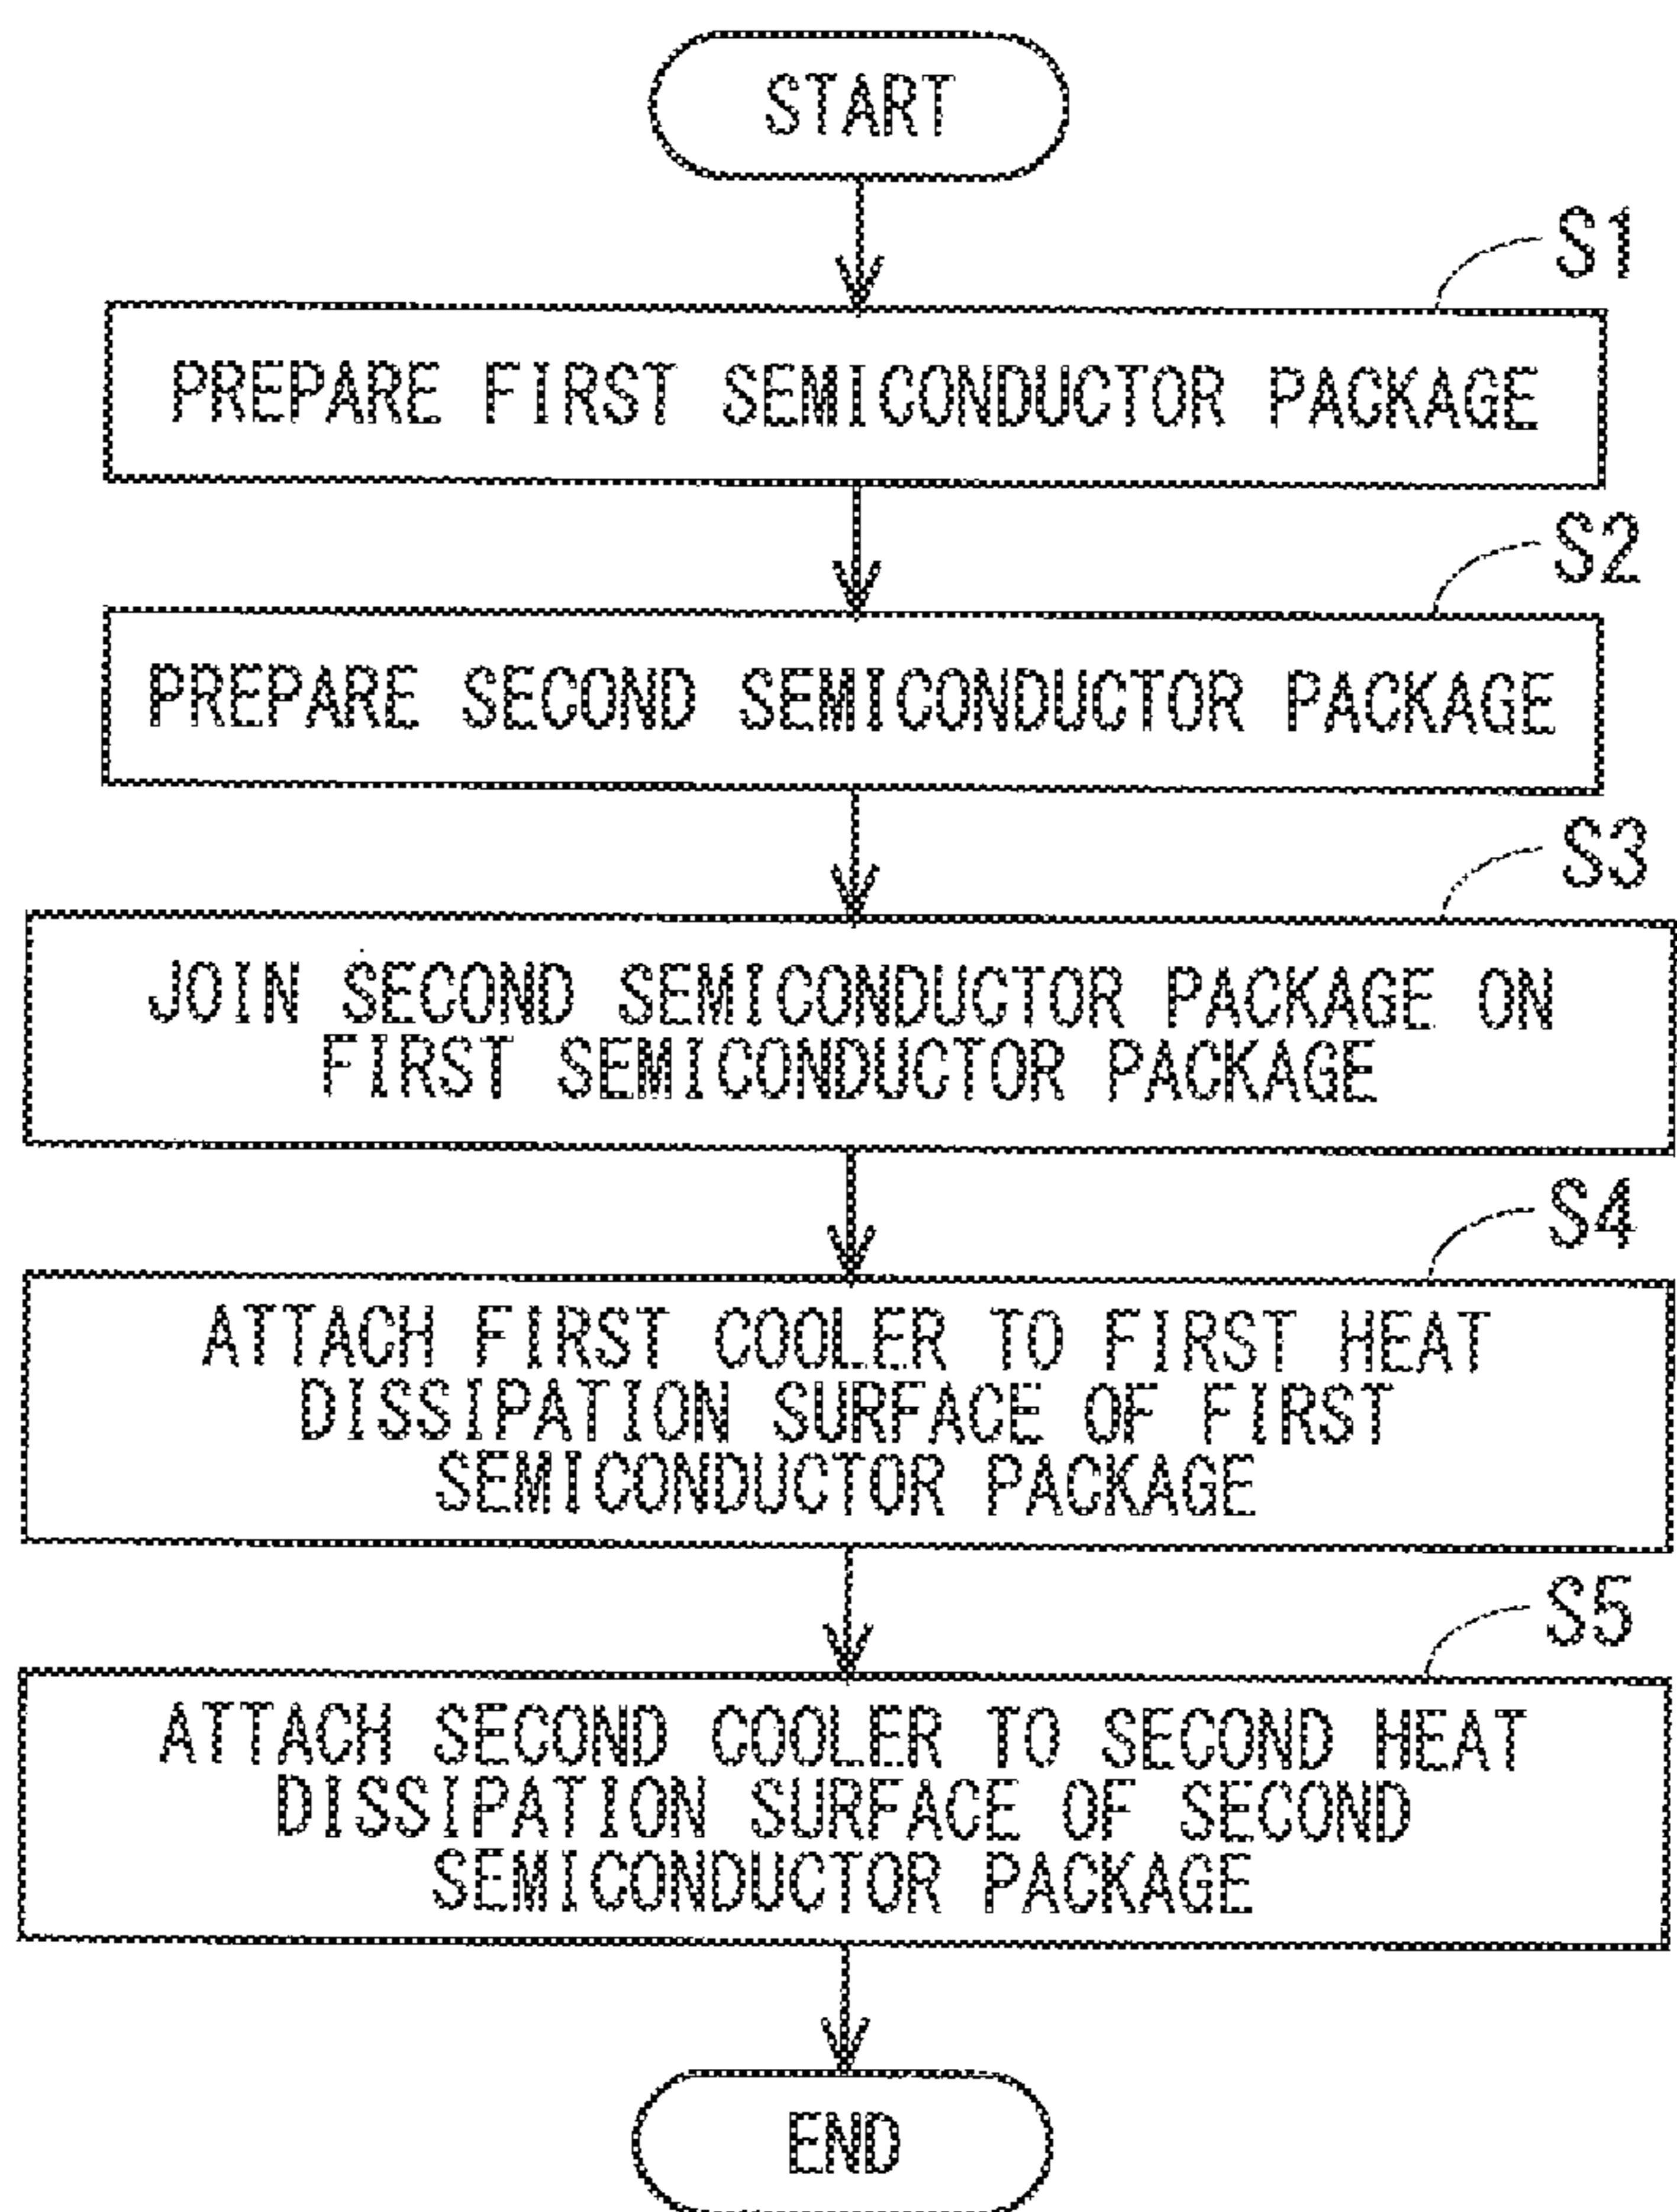 START
S1
PREPARE FIRST SEMICONDUCTOR PACKAGE
S2
PREPARE SECOND SEMICONDUCTOR PACKAGE
S3
JOIN SECOND SEMICONDUCTOR PACKAGE ON
FIRST SEMICONDUCTOR PACKAGE
S4
ATTACH FIRST COOLER TO FIRST HEAT
DISSIPATION SURFACE OF FIRST
SEMICONDUCTOR PACKAGE
S5
ATTACH SECOND COOLER TO SECOND HEAT
DISSIPATION SURFACE OF SECOND
SEMICONDUCTOR PACKAGE
END